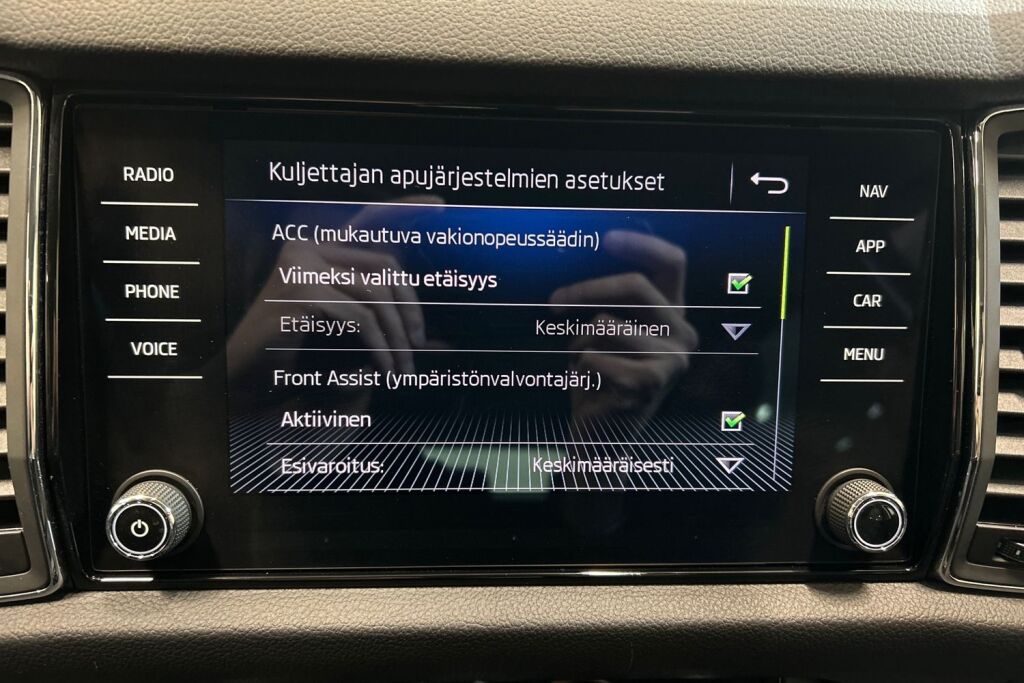 RADIO
MEDIA
PHONE
VOICE
Kuljettajan apujärjestelmien asetukset
ACC (mukautuva vakionopeussäädin)
Viimeksi valittu etäisyys
Etäisyys: Keskimääräinen
Front Assist (ympäristönvalvontajärj.)
Aktiivinen
Esivaroitus: Keskimääräisesti
NAV
APP
CAR
MENU